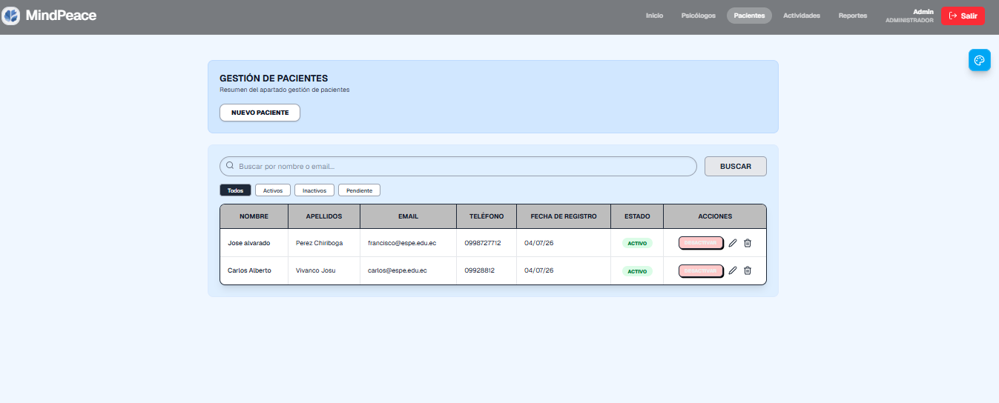 MindPeace
Inicio Psicólogos Pacientes Actividades Reportes Admin Salir
ADMINISTRADOR
GESTIÓN DE PACIENTES
Resumen del apartado gestión de pacientes
NUEVO PACIENTE
Buscar por nombre o email... BUSCAR
Todos Activos Inactivos Pendiente
NOMBRE APELLIDOS EMAIL TELÉFONO FECHA DE REGISTRO ESTADO ACCIONES
Jose alvarado Perez Chiriboga francisco@espe.edu.ec 0998727712 04/07/26 ACTIVO DESACTIVAR
Carlos Alberto Vivanco Josu carlos@espe.edu.ec 09928812 04/07/26 ACTIVO DESACTIVAR